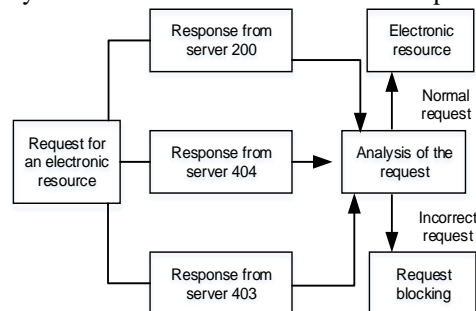 Response from
server 200
Electronic
resource
Normal
request
Request for
an electronic
resource
Response from
server 404
Analysis of the
request
Incorrect
request
Response from
server 403
Request
blocking